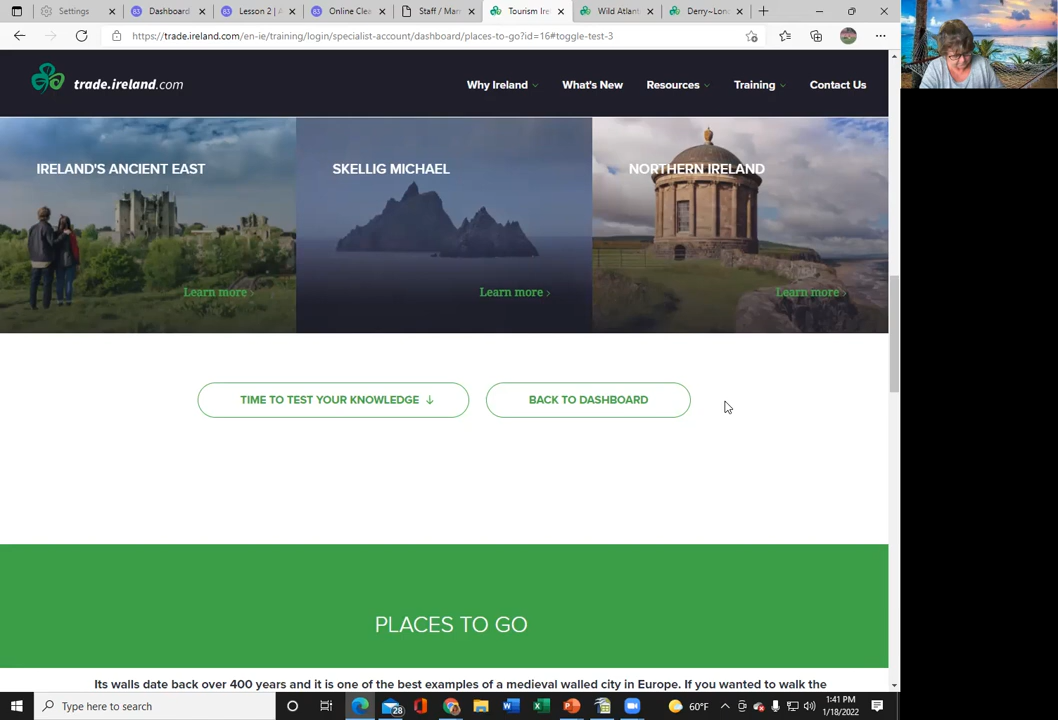 Settings
Dashboard
Lesson 2 | A
Online Clea
Staff / Mar
Tourism Ire
Wild Atlant
Derry~Lon
https://trade.ireland.com/en-ie/training/login/specialist-account/dashboard/places-to-go?id=16#toggle-test-3
trade.ireland.com
Why Ireland
What's New
Resources
Training
Contact Us
IRELAND'S ANCIENT EAST
SKELLIG MICHAEL
NORTHERN IRELAND
Learn more
Learn more
Learn more
TIME TO TEST YOUR KNOWLEDGE
BACK TO DASHBOARD
PLACES TO GO
Its walls date back over 400 years and it is one of the best examples of a medieval walled city in Europe. If you wanted to walk the
Type here to search
28
60°F
1:41 PM
1/18/2022